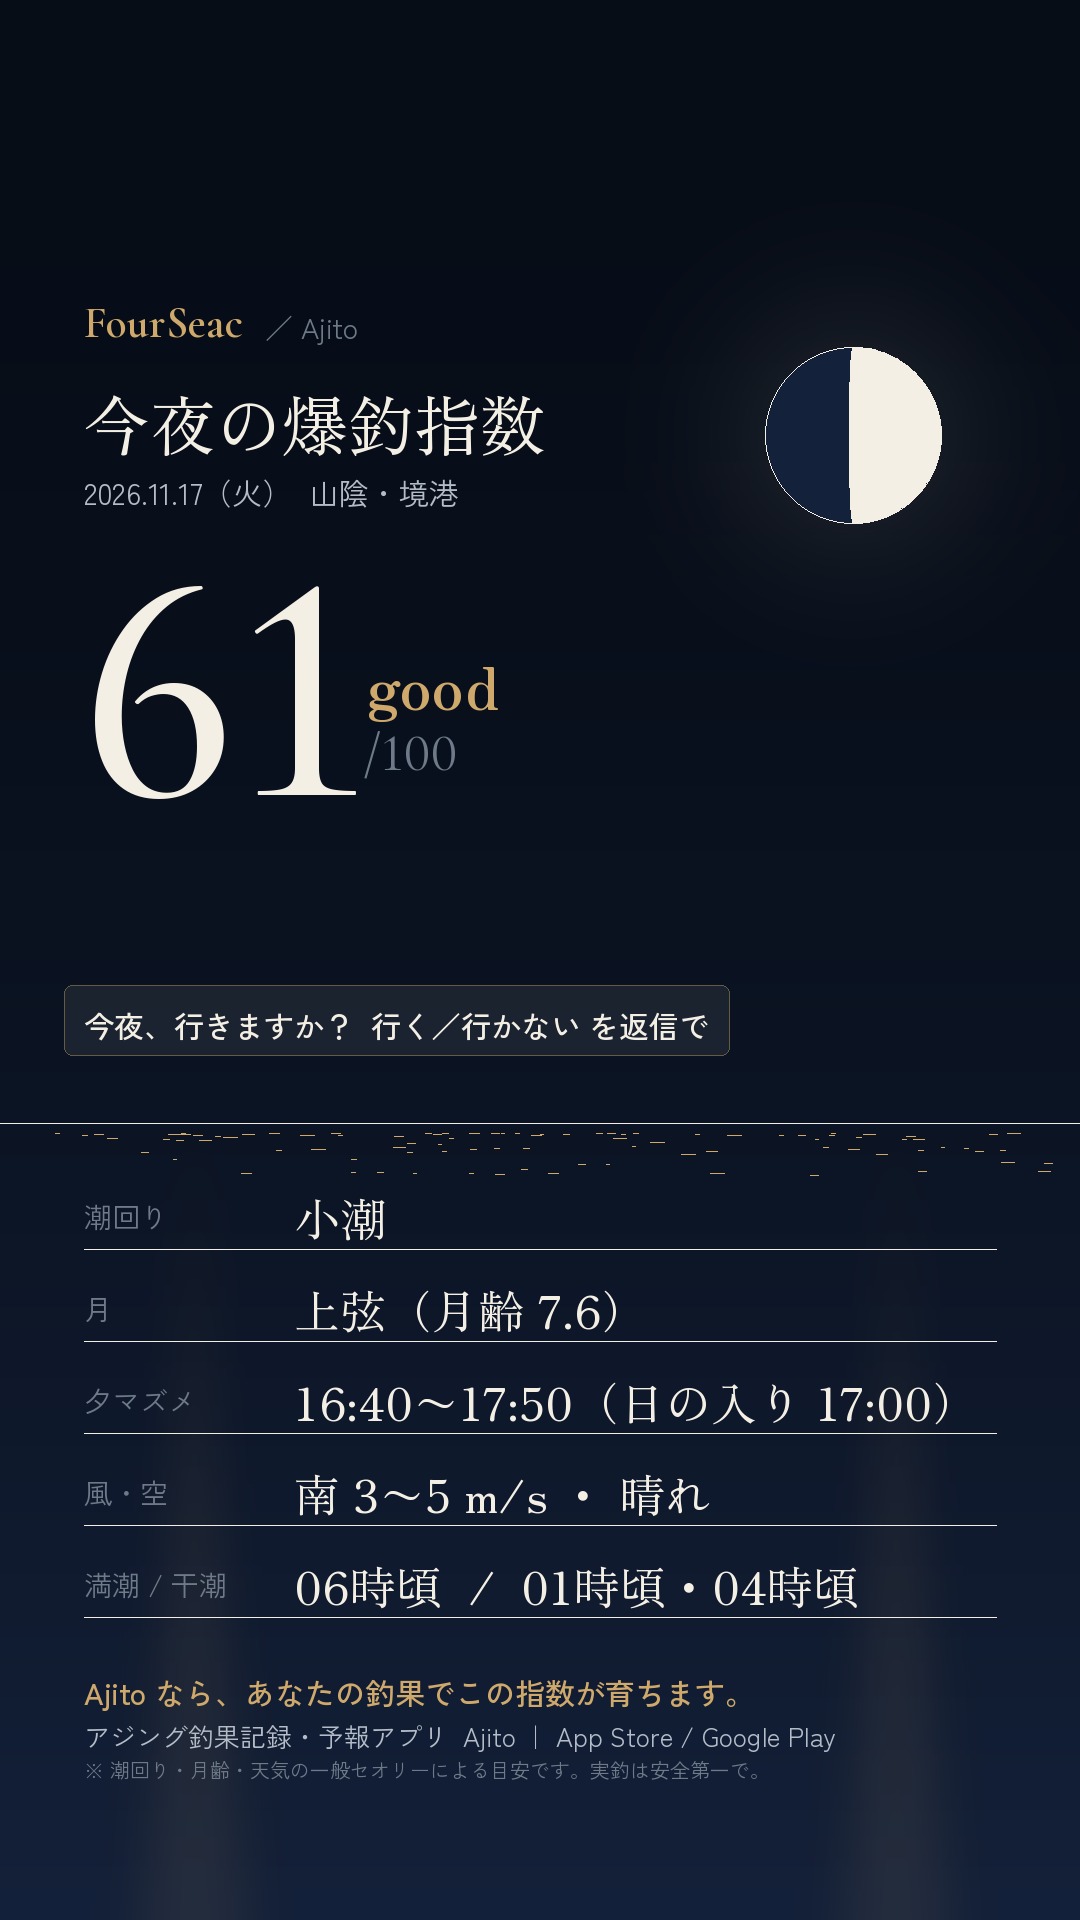 FourSeac ／ Ajito
今夜の爆釣指数
2026.11.17（火） 山陰・境港
61 good
/100
今夜、行きますか？ 行く／行かない を返信で
潮回り 小潮
月 上弦（月齢 7.6）
夕マズメ 16:40〜17:50（日の入り 17:00）
風・空 南 3〜5 m/s ・ 晴れ
満潮 / 干潮 06時頃 / 01時頃・04時頃
Ajito なら、あなたの釣果でこの指数が育ちます。
アジング釣果記録・予報アプリ Ajito ｜ App Store / Google Play
※ 潮回り・月齢・天気の一般セオリーによる目安です。実釣は安全第一で。